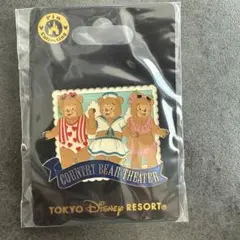 COUNTRY BEAR THEATER
TOKYO Disney RESORT®